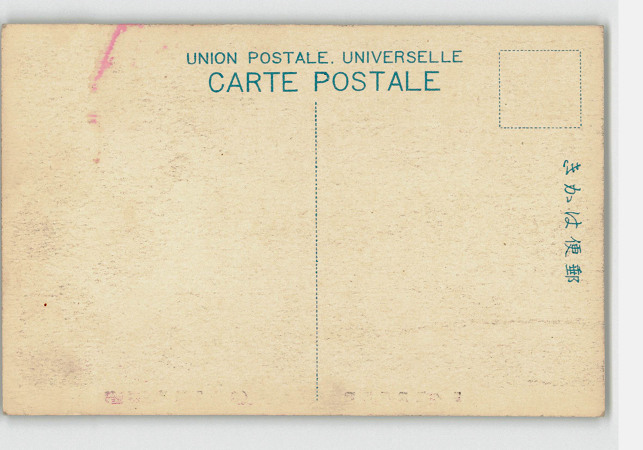 UNION POSTALE, UNIVERSELLE
CARTE POSTALE
きかは便郵